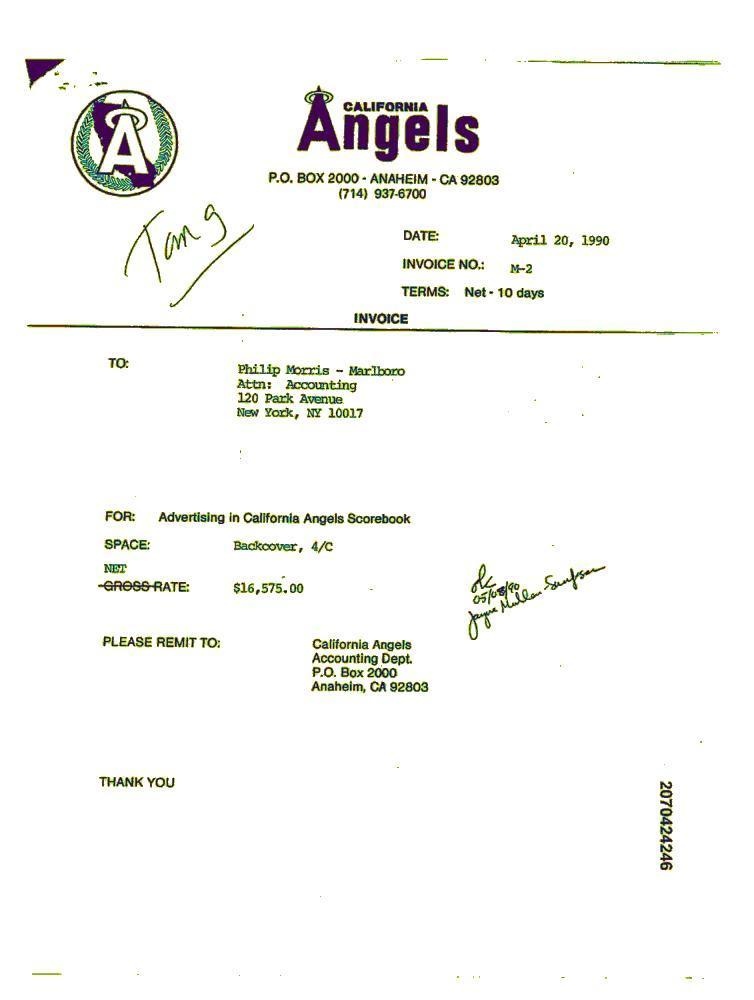 A
CALIFORNIA
Angels
P.O. BOX 2000 - ANAHEIM - CA 92803
(714) 937-6700
Tang
DATE: April 20, 1990
INVOICE NO.: M-2
TERMS: Net - 10 days
INVOICE
TO: Philip Morris - Marlboro
Attn: Accounting
120 Park Avenue
New York, NY 10017
FOR: Advertising in California Angels Scorebook
SPACE: Backcover, 4/C
NET
GROSS RATE: $16,575.00
ok
05/08/90
Jayne
PLEASE REMIT TO: California Angels
Accounting Dept.
P.O. Box 2000
Anaheim, CA 92803
THANK YOU
2070424246